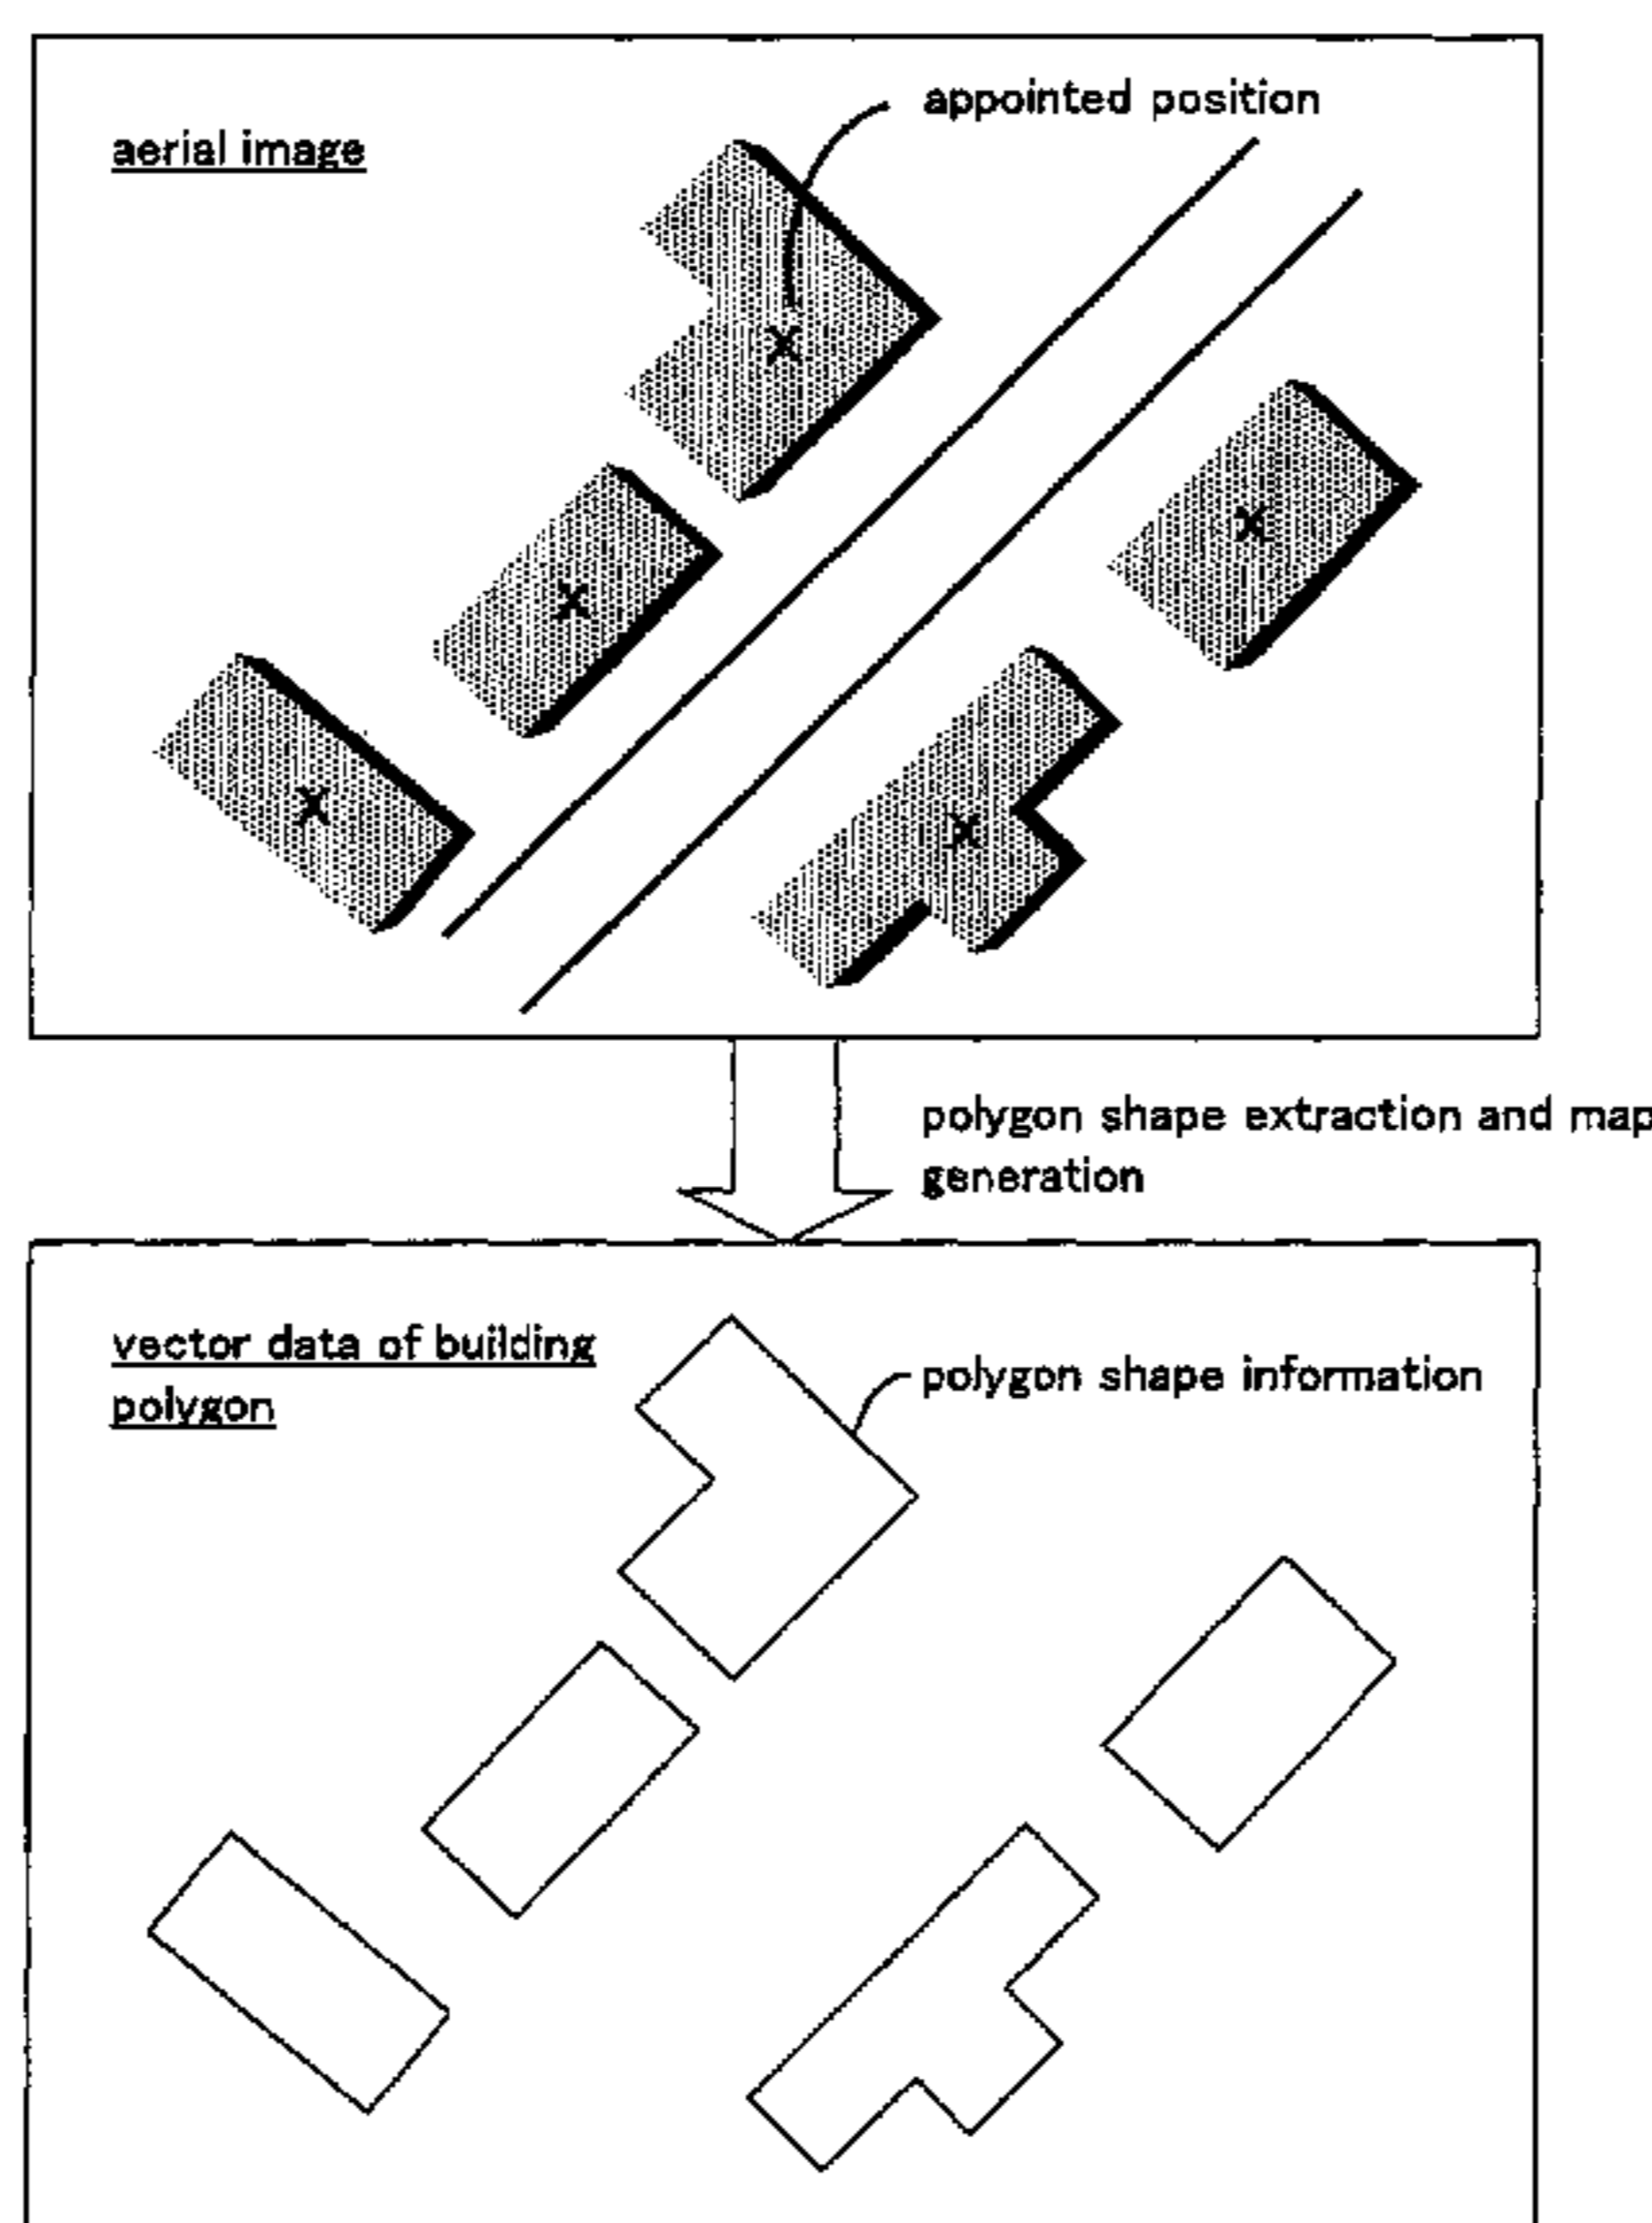 appointed position
aerial image
polygon shape extraction and map
generation
vector data of building
polygon
polygon shape information